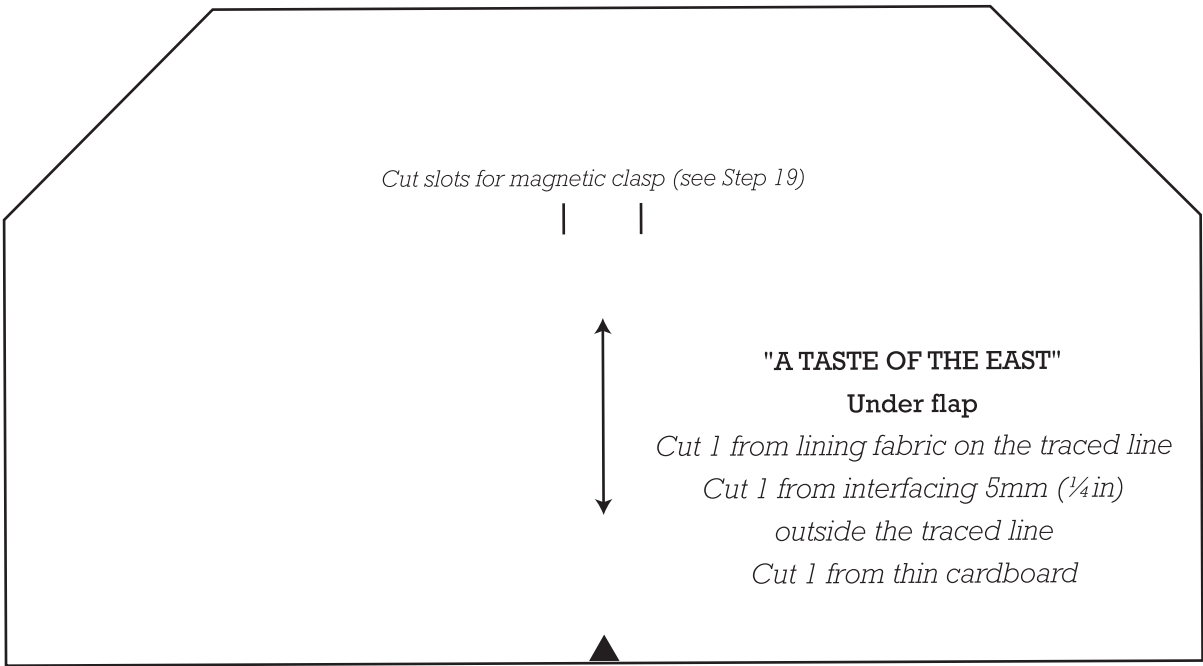 Cut slots for magnetic clasp (see Step 19)
"A TASTE OF THE EAST"
Under flap
Cut 1 from lining fabric on the traced line
Cut 1 from interfacing 5mm (¼in)
outside the traced line
Cut 1 from thin cardboard